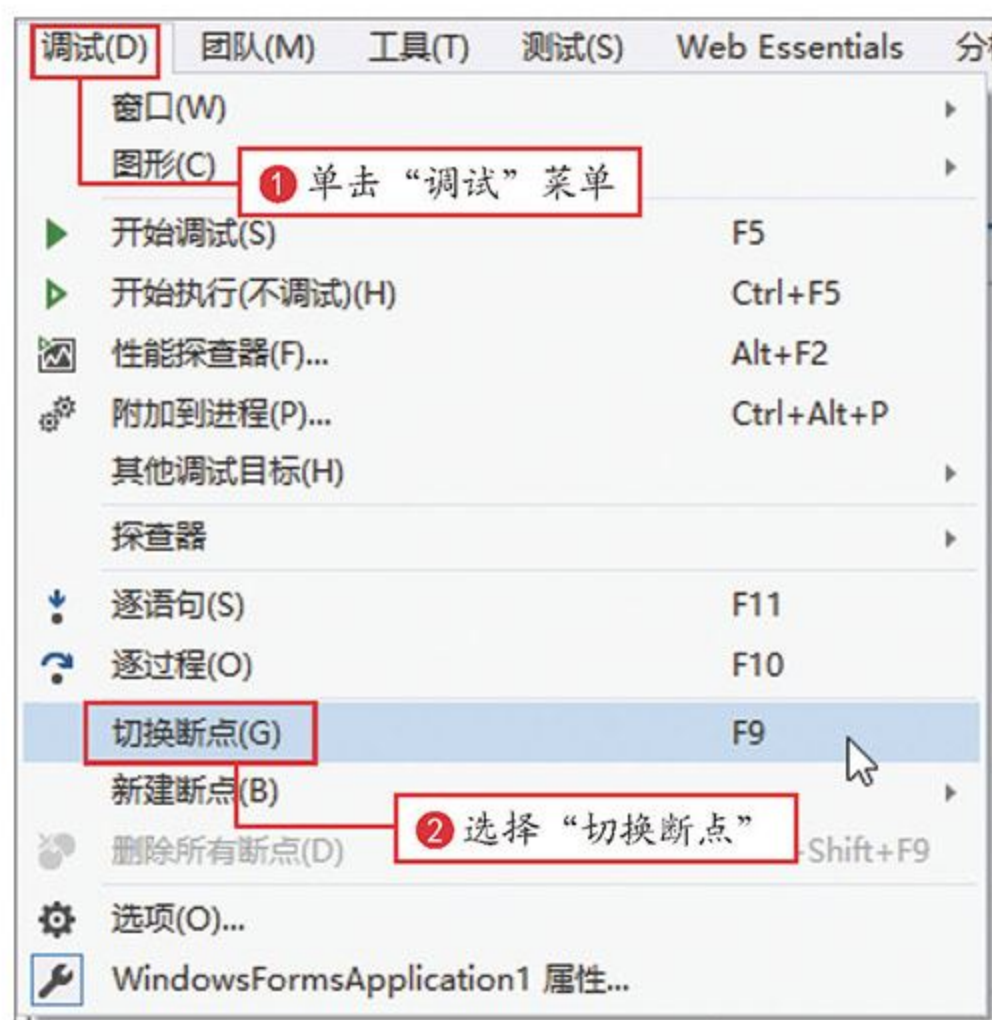 调试(D) 团队(M) 工具(T) 测试(S) Web Essentials
窗口(W)
图形(C)
1 单击“调试”菜单
开始调试(S) F5
开始执行(不调试)(H) Ctrl+F5
性能探查器(F)... Alt+F2
附加到进程(P)... Ctrl+Alt+P
其他调试目标(H)
探查器
逐语句(S) F11
逐过程(O) F10
切换断点(G) F9
新建断点(B)
2 选择“切换断点”
删除所有断点(D) +Shift+F9
选项(O)...
WindowsFormsApplication1 属性...